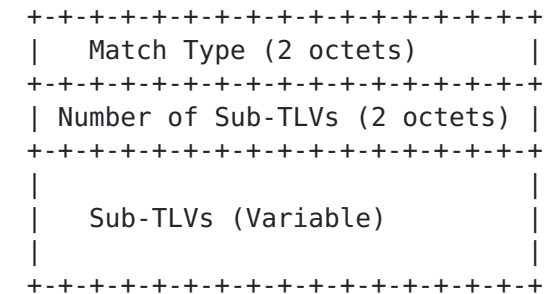 +-+-+-+-+-+-+-+-+-+-+-+-+-+-+-+-+
|   Match Type (2 octets)       |
+-+-+-+-+-+-+-+-+-+-+-+-+-+-+-+-+
| Number of Sub-TLVs (2 octets) |
+-+-+-+-+-+-+-+-+-+-+-+-+-+-+-+-+
|                               |
|   Sub-TLVs (Variable)         |
|                               |
+-+-+-+-+-+-+-+-+-+-+-+-+-+-+-+-+